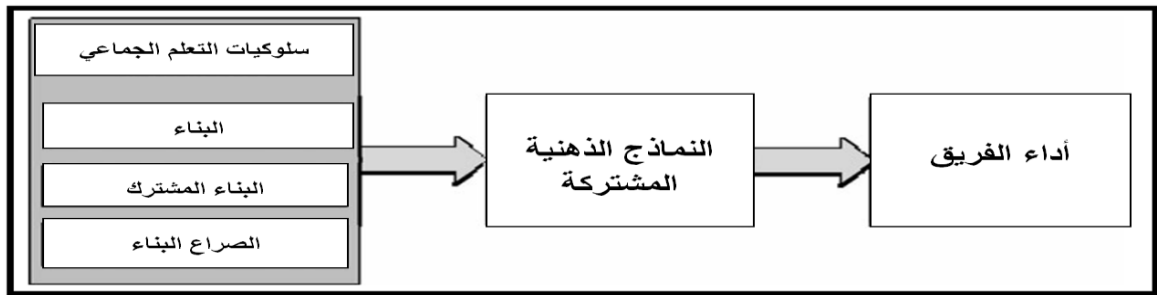 سلوكيات التعلم الجماعي
البناء
البناء المشترك
الصراع البناء
النماذج الذهنية
المشتركة
أداء الفريق